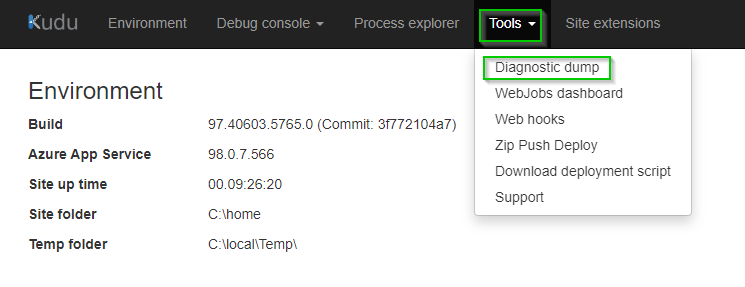 Kudu Environment Debug console Process explorer Tools Site extensions
Diagnostic dump
WebJobs dashboard
Web hooks
Zip Push Deploy
Download deployment script
Support
Environment
Build 97.40603.5765.0 (Commit: 3f772104a7)
Azure App Service 98.0.7.566
Site up time 00.09:26:20
Site folder C:\home
Temp folder C:\local\Temp\